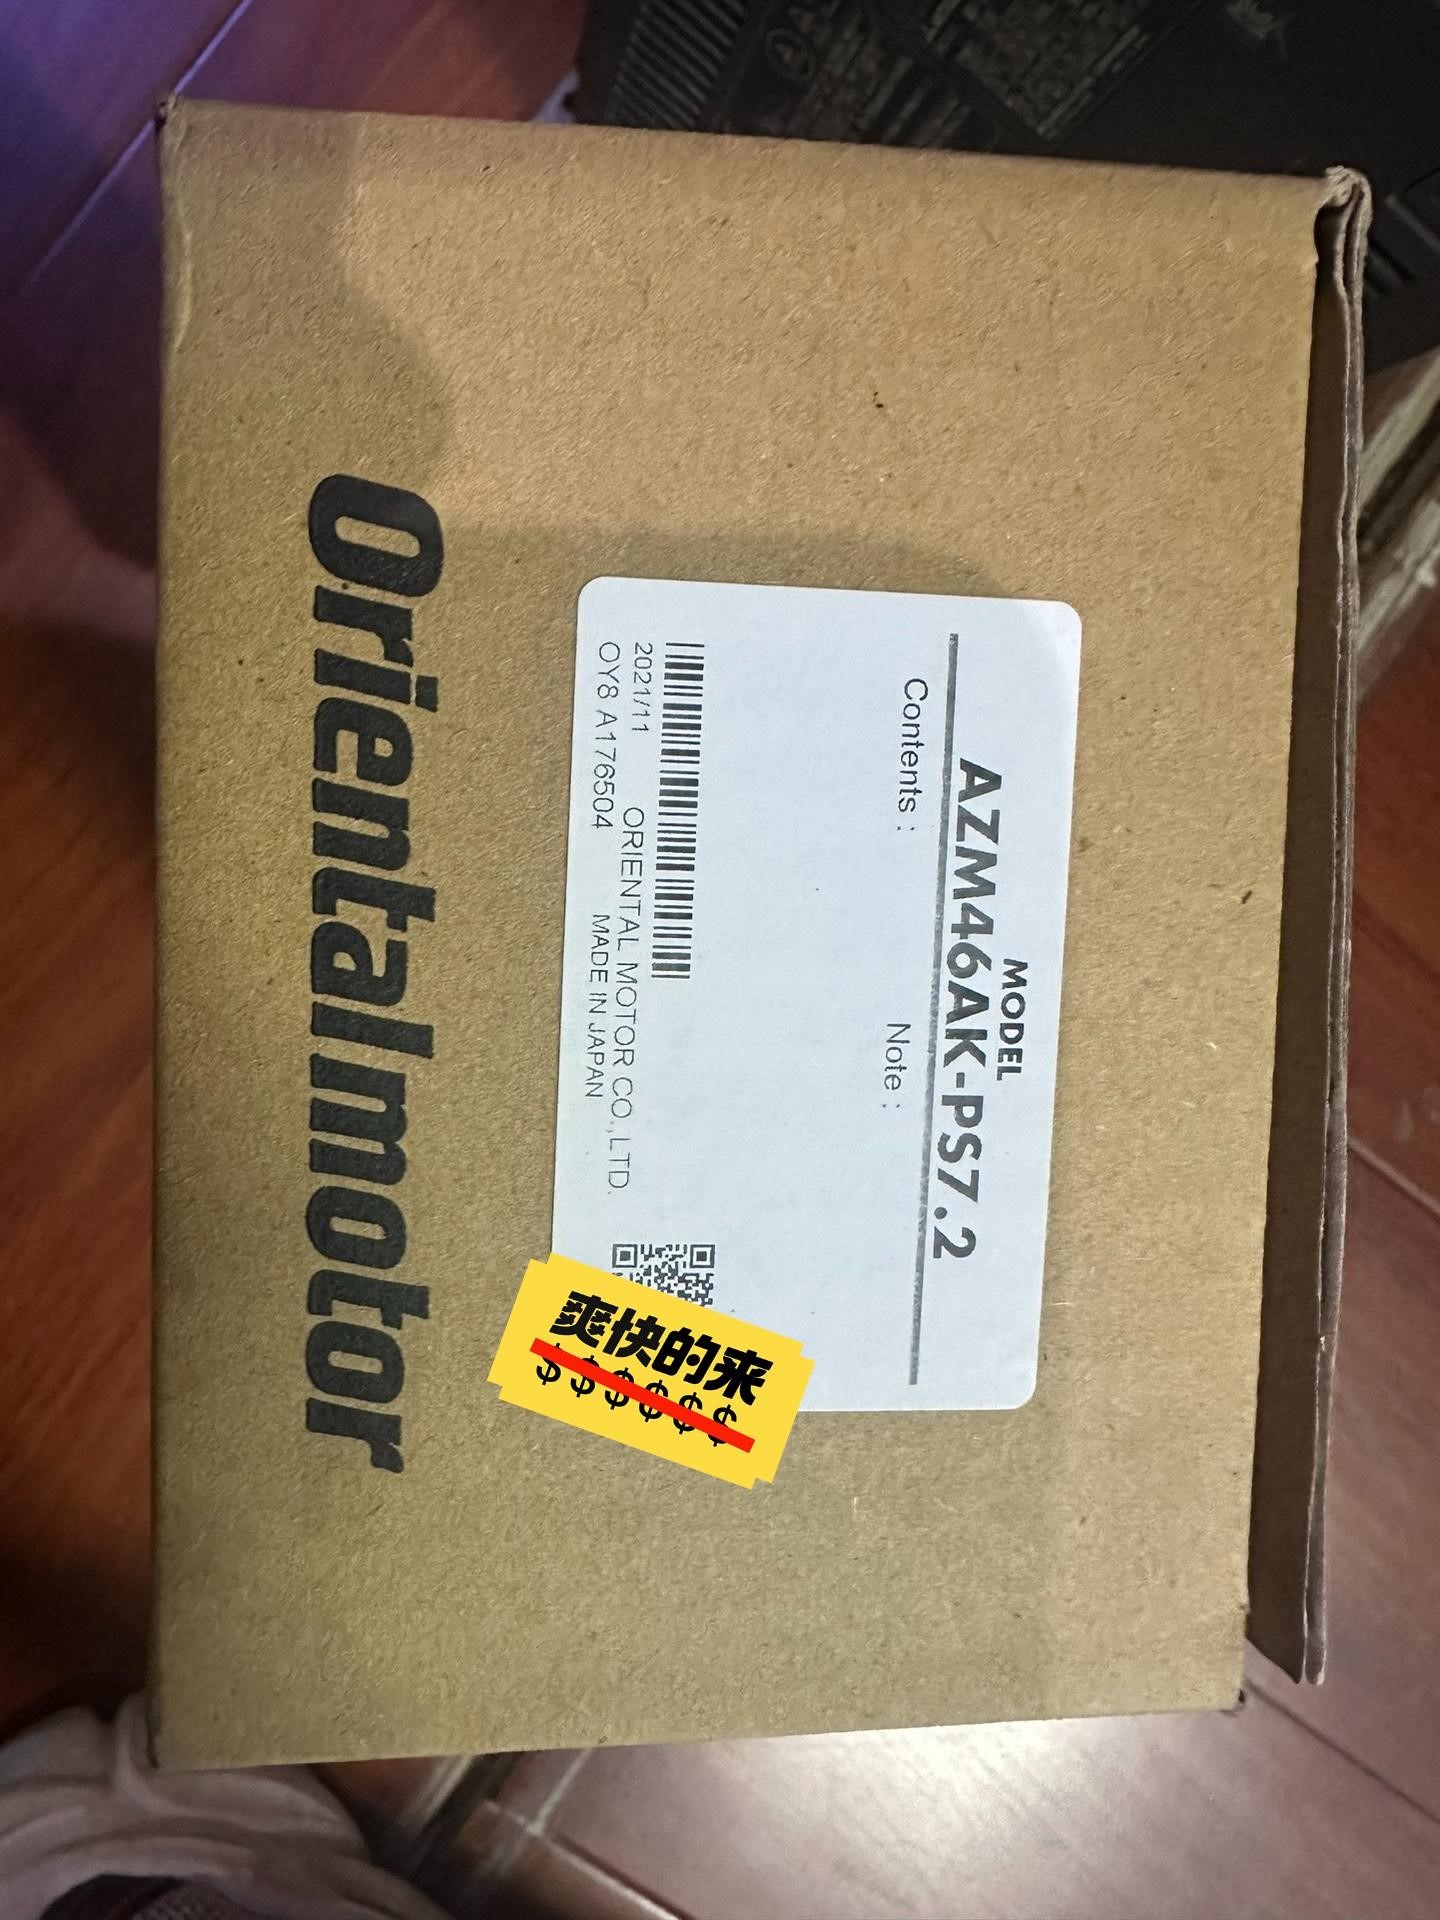 MODEL
AZM46AK-PS7.2
Contents :
Note :
2021/11
ORIENTAL MOTOR CO.,LTD.
OY8 A176504
MADE IN JAPAN
爽快的来
$$$$$$
Orientalmotor